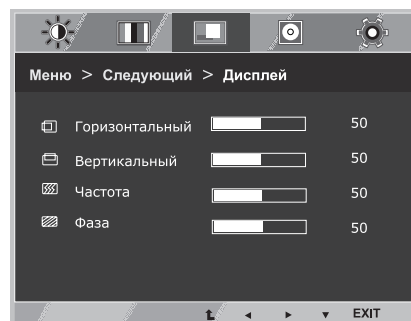 Меню > Следующий > Дисплей
Горизонтальный 50
Вертикальный 50
Частота 50
Фаза 50
EXIT